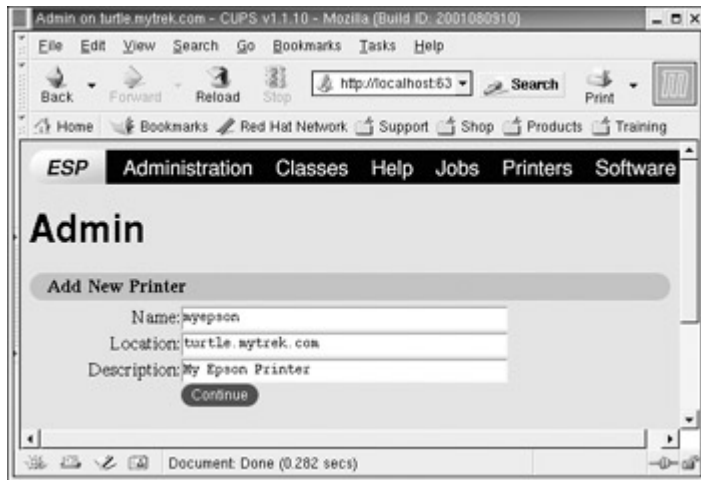 Admin on turtle.mytrek.com - CUPS v1.1.10 - Mozilla (Build ID: 2001080910)
File Edit View Search Go Bookmarks Tasks Help
Back Forward Reload Stop http://localhost:63 Search Print
Home Bookmarks Red Hat Network Support Shop Products Training
ESP Administration Classes Help Jobs Printers Software
Admin
Add New Printer
Name: myepson
Location: turtle.mytrek.com
Description: My Epson Printer
Continue
Document: Done (0.282 secs)